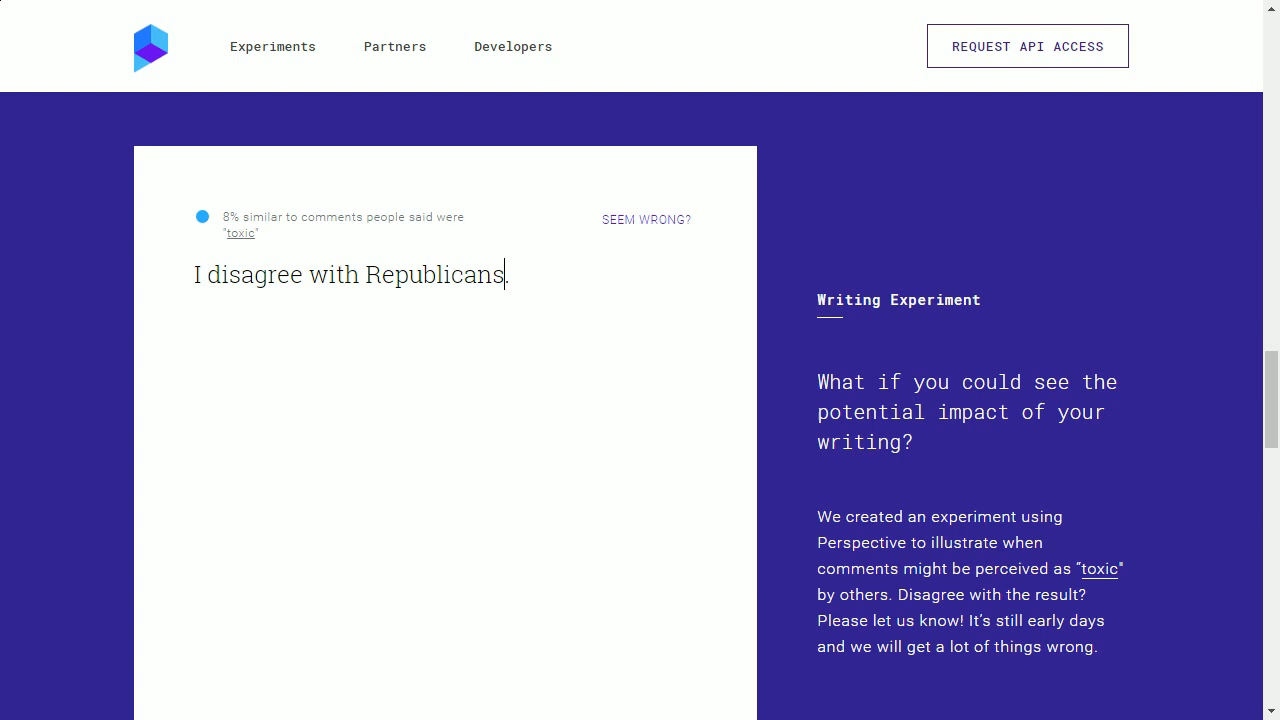 Experiments Partners Developers REQUEST API ACCESS
8% similar to comments people said were
"toxic"
SEEM WRONG?
I disagree with Republicans.
Writing Experiment
What if you could see the
potential impact of your
writing?
We created an experiment using
Perspective to illustrate when
comments might be perceived as “toxic"
by others. Disagree with the result?
Please let us know! It’s still early days
and we will get a lot of things wrong.